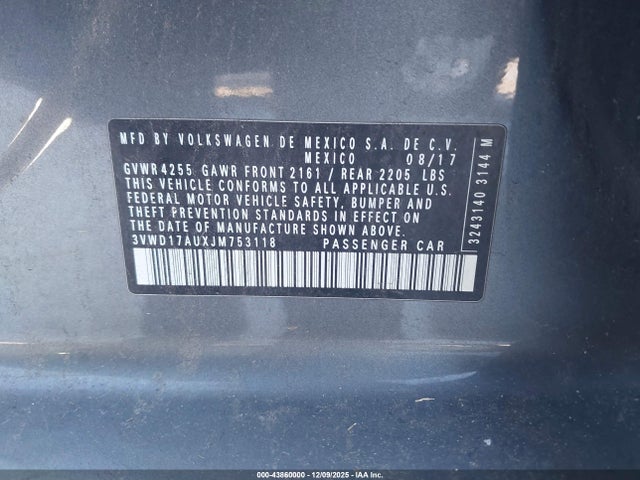 MFD BY VOLKSWAGEN DE MEXICO S.A. DE C.V.
MEXICO 08/17
GVWR 4255 GAWR FRONT 2161 / REAR 2205 LBS
THIS VEHICLE CONFORMS TO ALL APPLICABLE U.S.
FEDERAL MOTOR VEHICLE SAFETY, BUMPER AND
THEFT PREVENTION STANDARDS IN EFFECT ON
THE DATE OF MANUFACTURE SHOWN ABOVE.
3VWD17AUXJM753118 PASSENGER CAR
3243140 3144 M
000-43860000 - 12/09/2025 - IAA Inc.